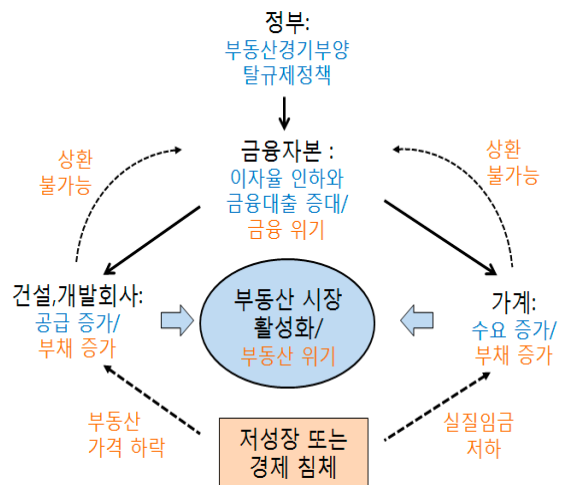 정부:
부동산경기부양
탈규제정책
상환
불가능
금융자본 :
이자율 인하와
금융대출 증대/
금융 위기
상환
불가능
건설,개발회사:
공급 증가/
부채 증가
부동산 시장
활성화/
부동산 위기
가계:
수요 증가/
부채 증가
부동산
가격 하락
저성장 또는
경제 침체
실질임금
저하